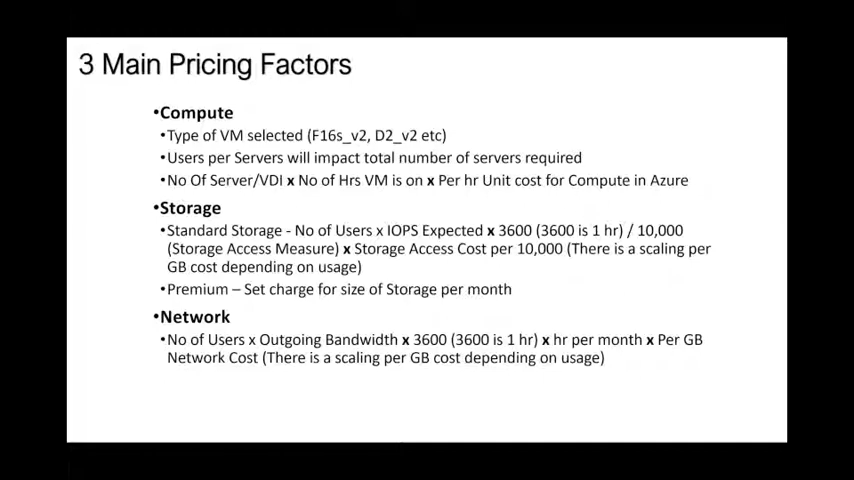 3 Main Pricing Factors
•Compute
•Type of VM selected (F16s_v2, D2_v2 etc)
•Users per Servers will impact total number of servers required
•No Of Server/VDI x No of Hrs VM is on x Per hr Unit cost for Compute in Azure
•Storage
•Standard Storage - No of Users x IOPS Expected x 3600 (3600 is 1 hr) / 10,000
(Storage Access Measure) x Storage Access Cost per 10,000 (There is a scaling per
GB cost depending on usage)
•Premium – Set charge for size of Storage per month
•Network
•No of Users x Outgoing Bandwidth x 3600 (3600 is 1 hr) x hr per month x Per GB
Network Cost (There is a scaling per GB cost depending on usage)